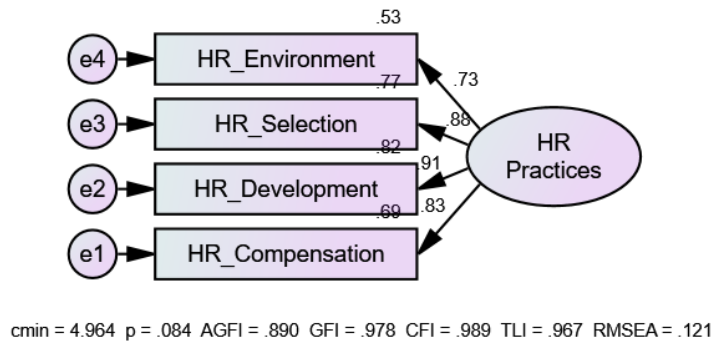 .53
e4
HR_Environment
.73
.77
e3
HR_Selection
.88
HR
Practices
.82
e2
HR_Development
.91
.69
e1
HR_Compensation
.83
cmin = 4.964 p = .084 AGFI = .890 GFI = .978 CFI = .989 TLI = .967 RMSEA = .121